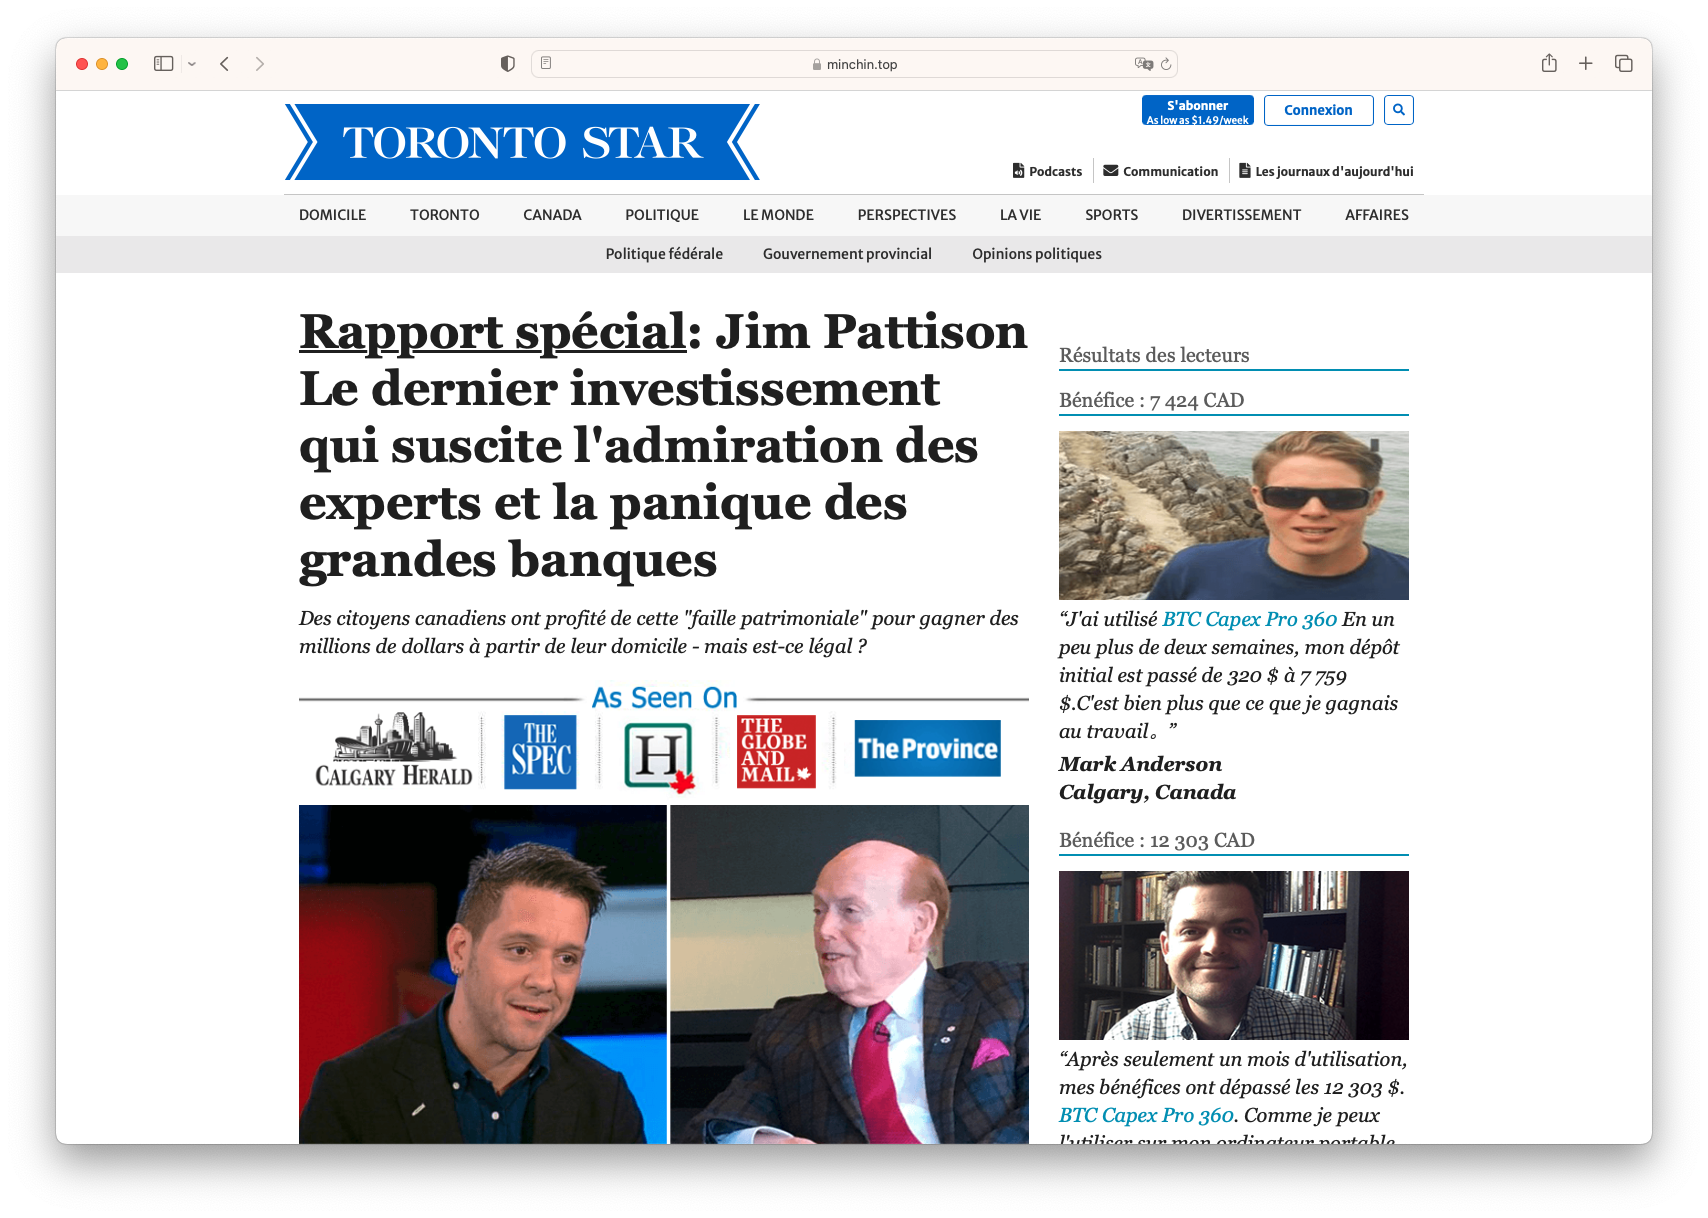 minchin.top
TORONTO STAR
S'abonner
As low as $1.49/week
Connexion
Podcasts
Communication
Les journaux d'aujourd'hui
DOMICILE TORONTO CANADA POLITIQUE LE MONDE PERSPECTIVES LA VIE SPORTS DIVERTISSEMENT AFFAIRES
Politique fédérale Gouvernement provincial Opinions politiques
Rapport spécial: Jim Pattison
Le dernier investissement
qui suscite l'admiration des
experts et la panique des
grandes banques
Des citoyens canadiens ont profité de cette "faille patrimoniale" pour gagner des
millions de dollars à partir de leur domicile - mais est-ce légal ?
As Seen On
CALGARY HERALD
THE
SPEC
H
THE
GLOBE
AND
MAIL
The Province
Résultats des lecteurs
Bénéfice : 7 424 CAD
“J'ai utilisé BTC Capex Pro 360 En un
peu plus de deux semaines, mon dépôt
initial est passé de 320 $ à 7 759
$.C'est bien plus que ce que je gagnais
au travail。”
Mark Anderson
Calgary, Canada
Bénéfice : 12 303 CAD
“Après seulement un mois d'utilisation,
mes bénéfices ont dépassé les 12 303 $.
BTC Capex Pro 360. Comme je peux
l'utiliser sur mon ordinateur portable